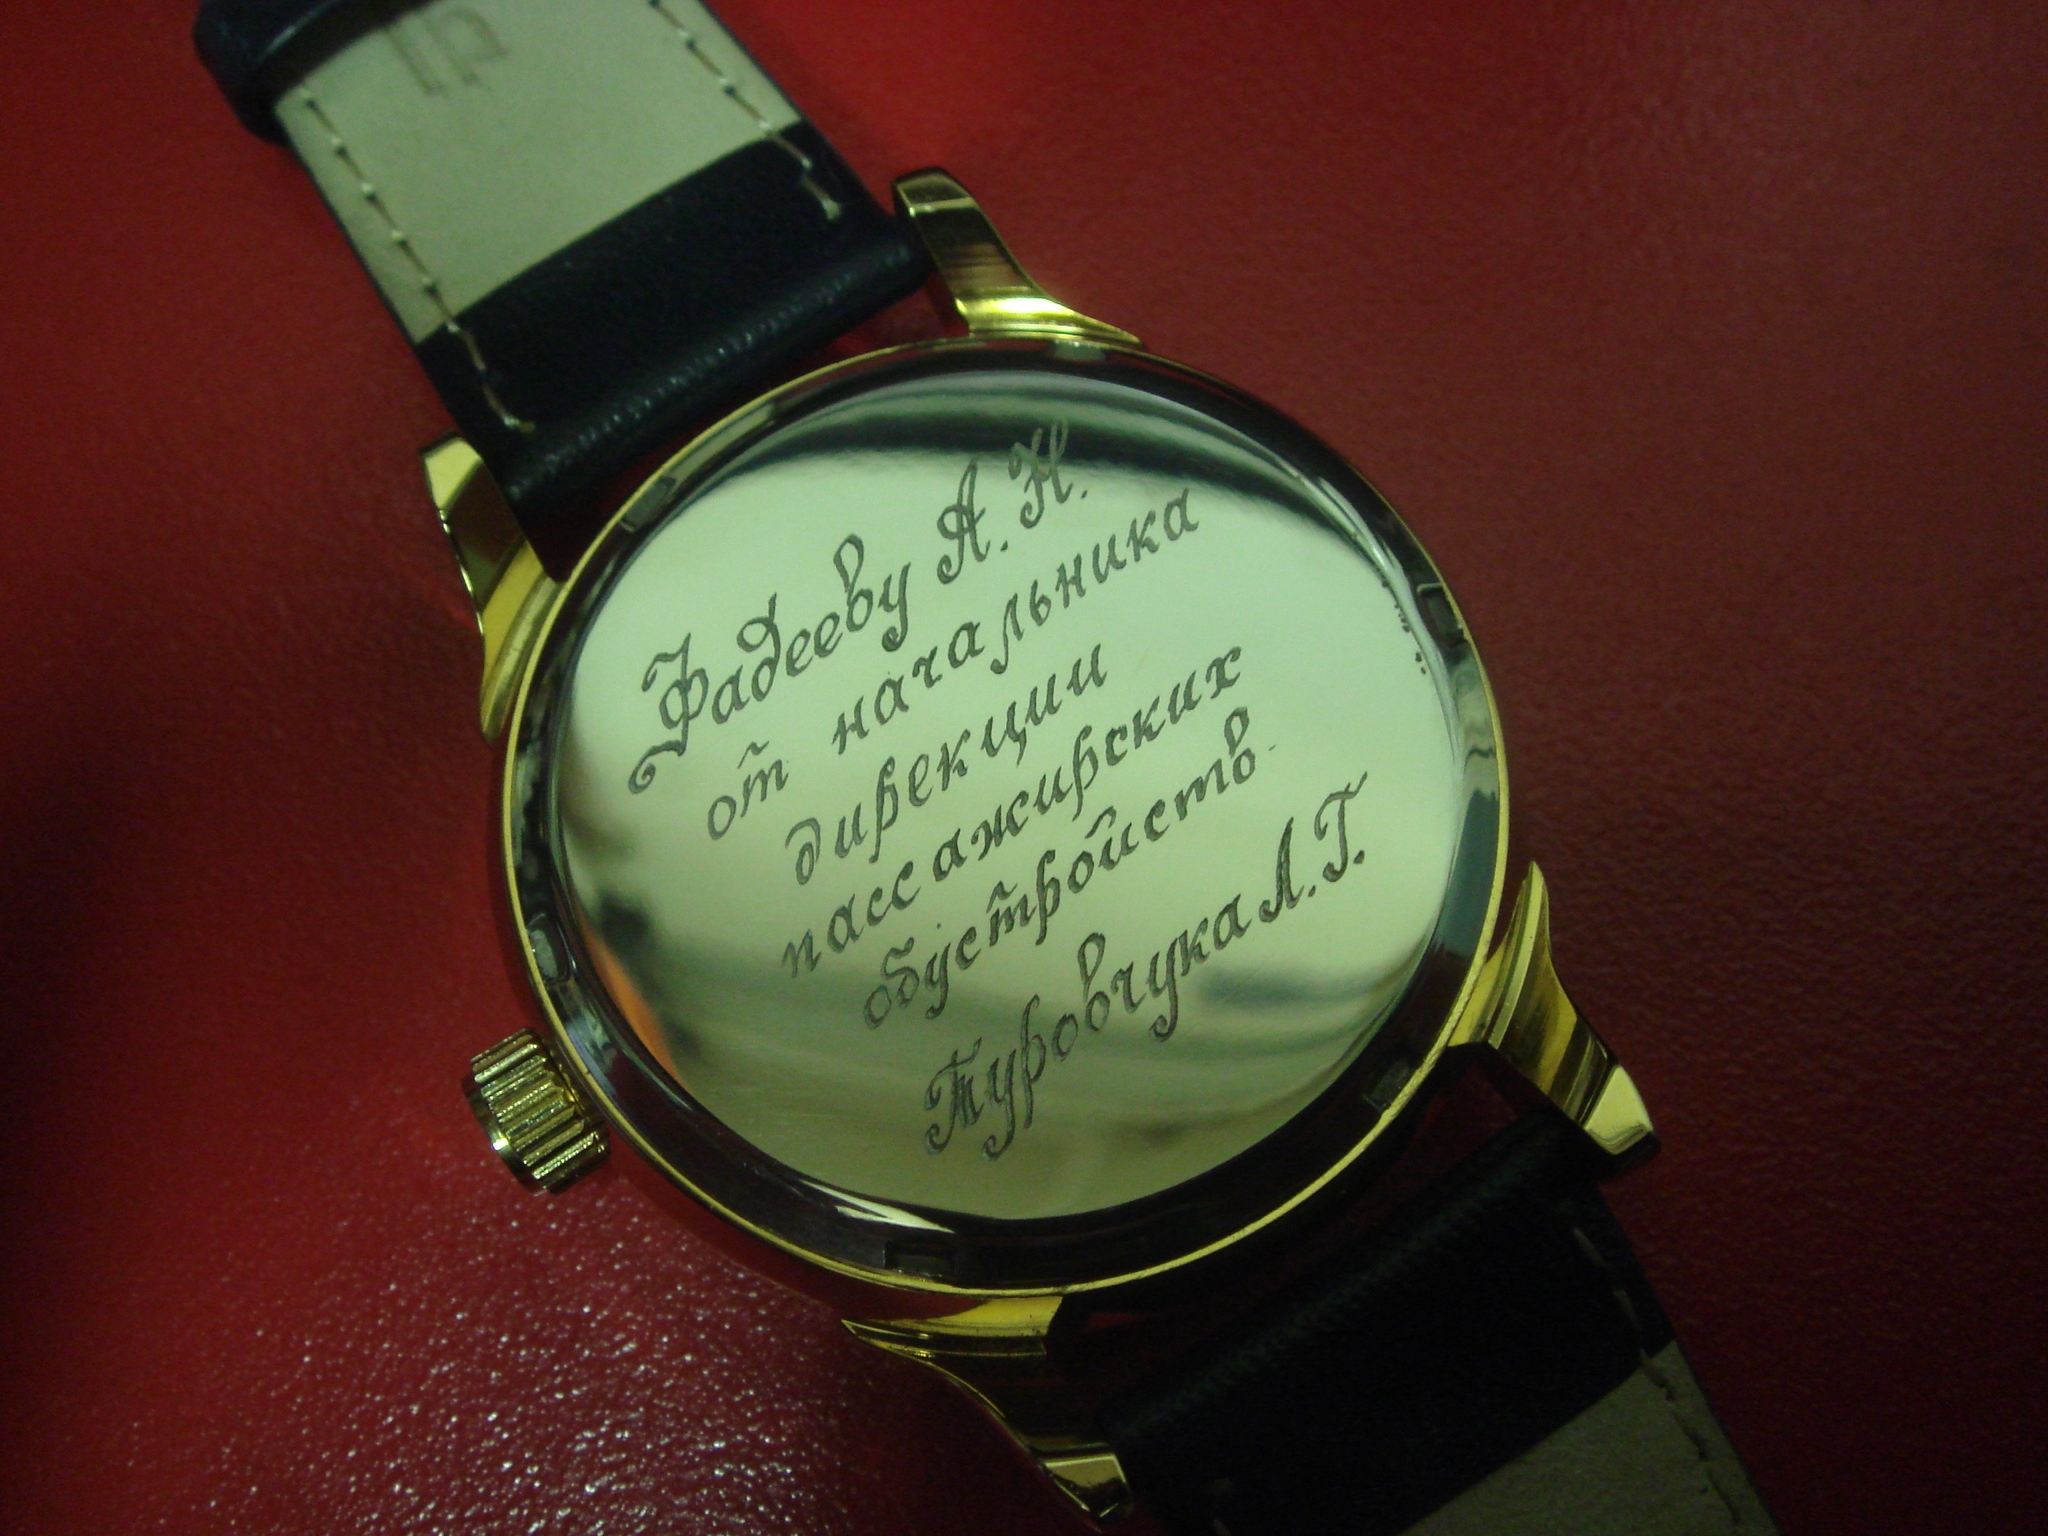 Фадееву А. Н.
от начальника
дирекции
пассажирских
обустройств
Туровчука А. Г.